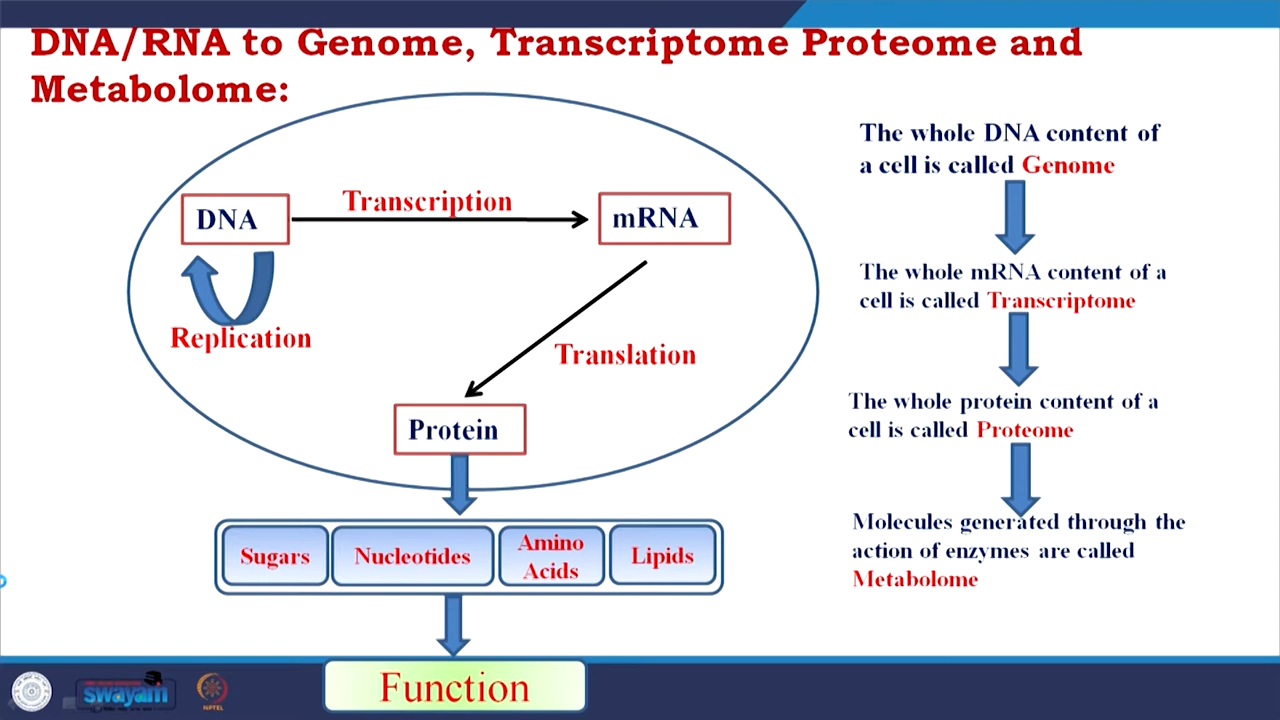 DNA/RNA to Genome, Transcriptome Proteome and
Metabolome:
DNA
Transcription
mRNA
Replication
Translation
Protein
Sugars
Nucleotides
Amino
Acids
Lipids
Function
The whole DNA content of
a cell is called Genome
The whole mRNA content of a
cell is called Transcriptome
The whole protein content of a
cell is called Proteome
Molecules generated through the
action of enzymes are called
Metabolome
swayam
NPTEL